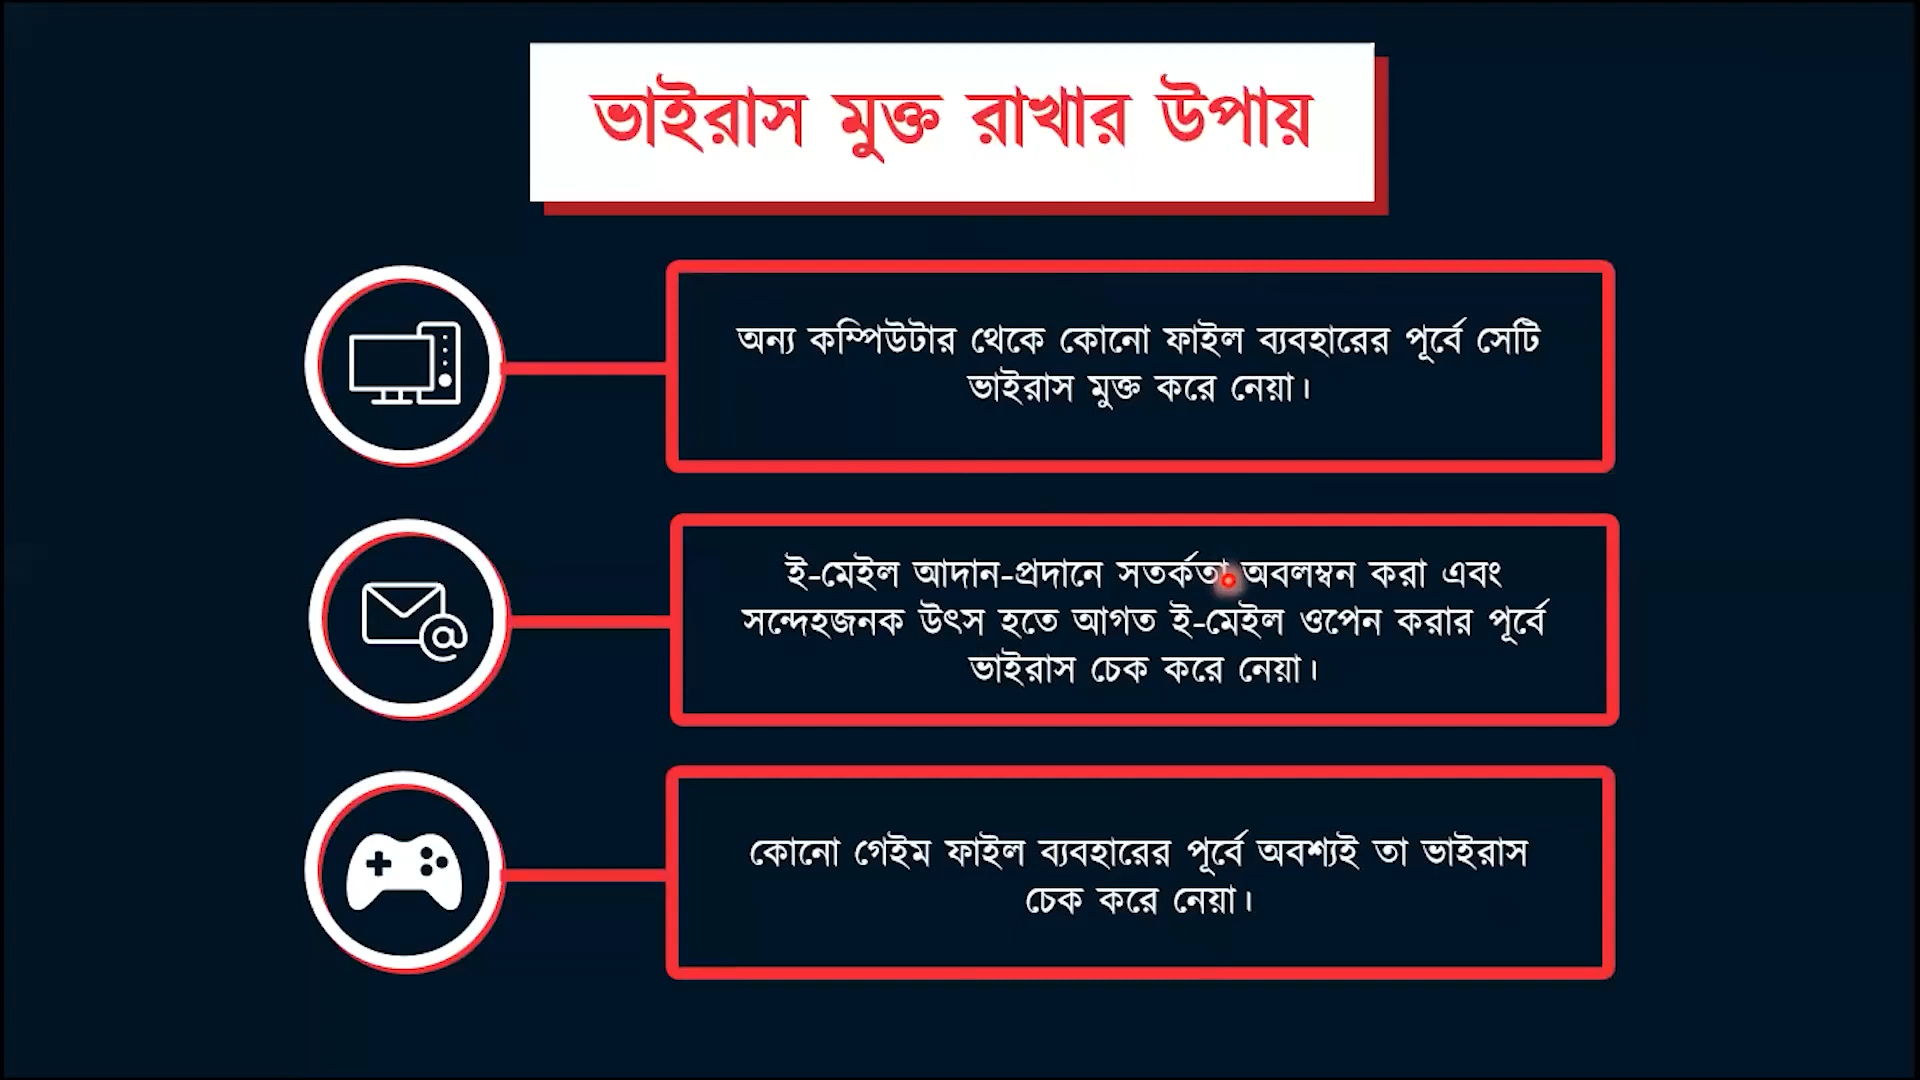 ভাইরাস মুক্ত রাখার উপায়
অন্য কম্পিউটার থেকে কোনো ফাইল ব্যবহারের পূর্বে সেটি
ভাইরাস মুক্ত করে নেয়া।
ই-মেইল আদান-প্রদানে সতর্কতা অবলম্বন করা এবং
সন্দেহজনক উৎস হতে আগত ই-মেইল ওপেন করার পূর্বে
ভাইরাস চেক করে নেয়া।
কোনো গেইম ফাইল ব্যবহারের পূর্বে অবশ্যই তা ভাইরাস
চেক করে নেয়া।